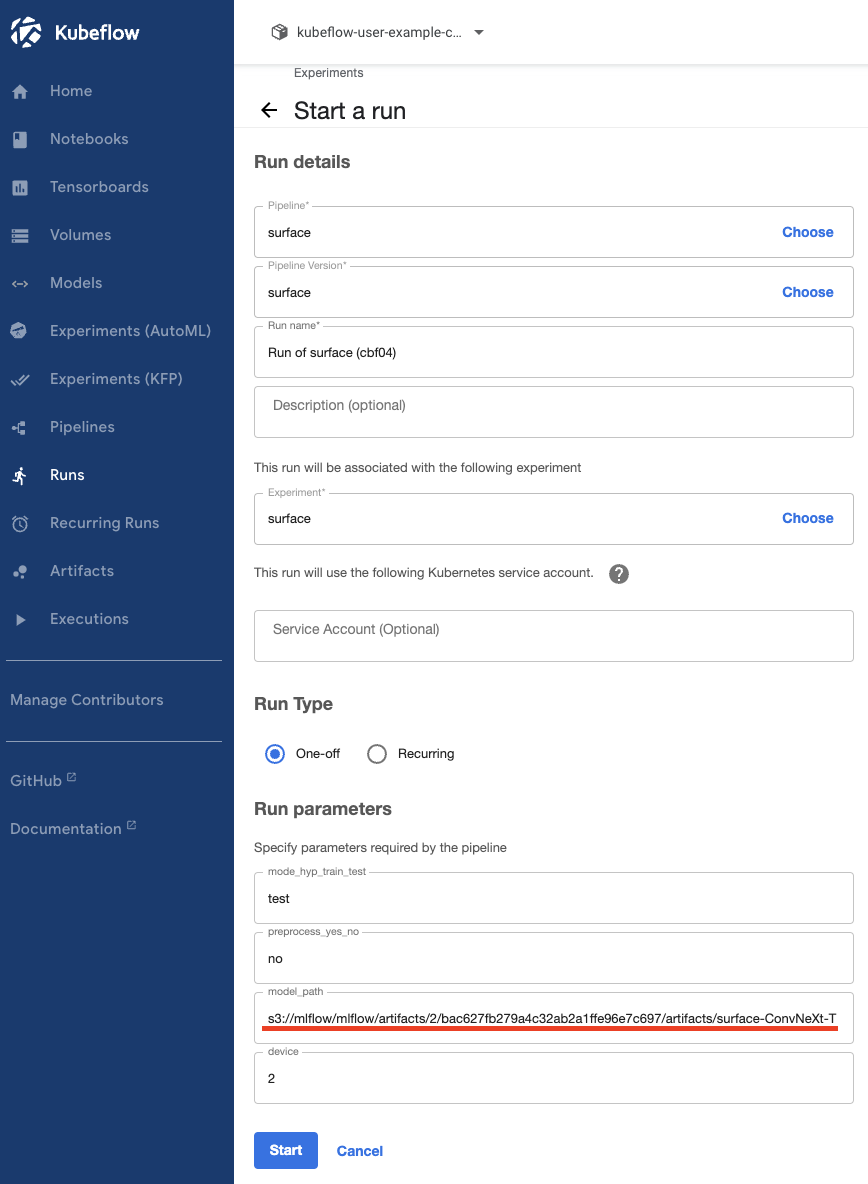 Kubeflow
Home
Notebooks
Tensorboards
Volumes
Models
Experiments (AutoML)
Experiments (KFP)
Pipelines
Runs
Recurring Runs
Artifacts
Executions
Manage Contributors
GitHub
Documentation
kubeflow-user-example-c...
Experiments
Start a run
Run details
Pipeline*
surface Choose
Pipeline Version*
surface Choose
Run name*
Run of surface (cbf04)
Description (optional)
This run will be associated with the following experiment
Experiment*
surface Choose
This run will use the following Kubernetes service account. ?
Service Account (Optional)
Run Type
One-off Recurring
Run parameters
Specify parameters required by the pipeline
mode_hyp_train_test
test
preprocess_yes_no
no
model_path
s3://mlflow/mlflow/artifacts/2/bac627fb279a4c32ab2a1ffe96e7c697/artifacts/surface-ConvNeXt-T
device
2
Start Cancel